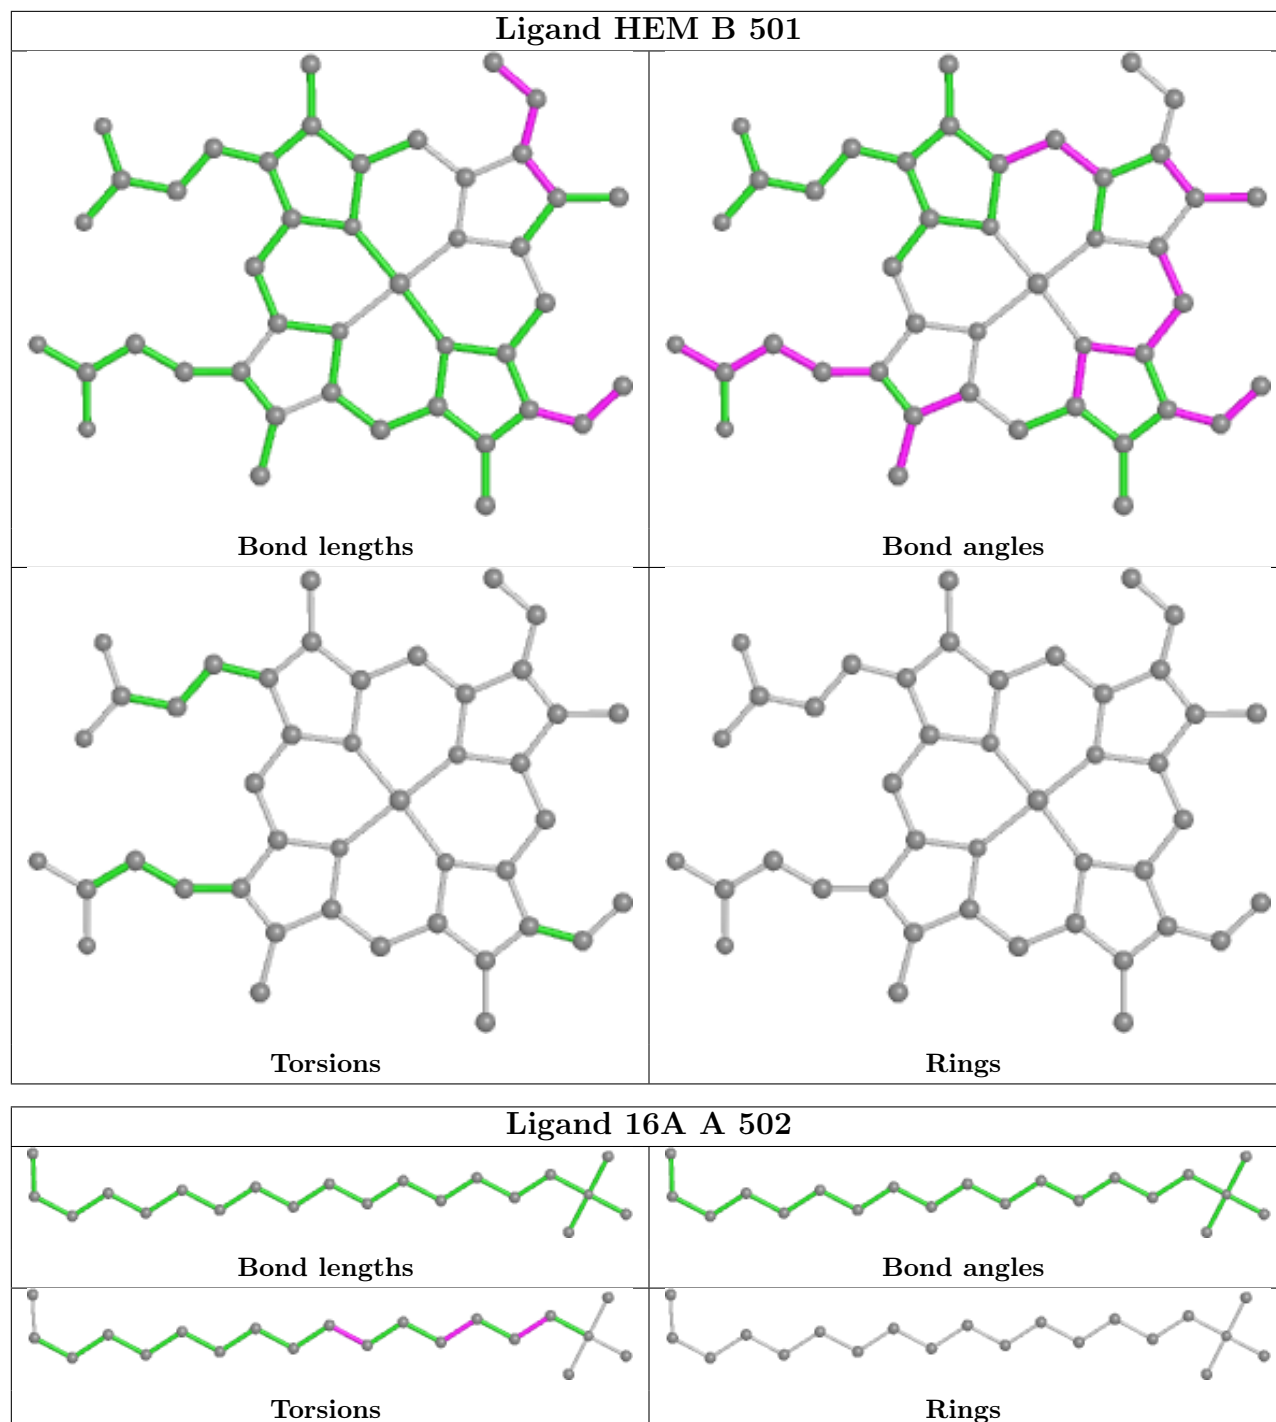 Ligand HEM B 501
Bond lengths
Bond angles
Torsions
Rings
Ligand 16A A 502
Bond lengths
Bond angles
Torsions
Rings